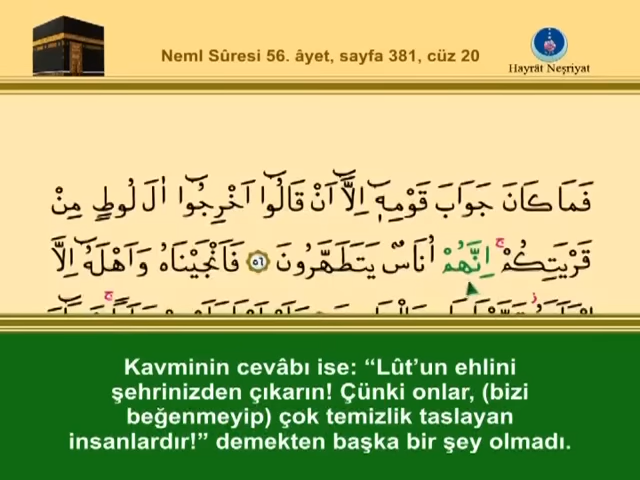 Neml Sûresi 56. âyet, sayfa 381, cüz 20
Hayrât Neşriyat
فَمَا كَانَ جَوَابَ قَوْمِهٖٓ اِلَّٓا اَنْ قَالُٓوا اَخْرِجُٓوا اٰلَ لُوطٍ مِنْ
قَرْيَتِكُمْۚ اِنَّهُمْ اُنَاسٌ يَتَطَهَّرُونَ ﴿٥٦﴾ فَاَنْجَيْنَاهُ وَاَهْلَهُٓ اِلَّا
Kavminin cevâbı ise: “Lût’un ehlini
şehrinizden çıkarın! Çünki onlar, (bizi
beğenmeyip) çok temizlik taslayan
insanlardır!” demekten başka bir şey olmadı.